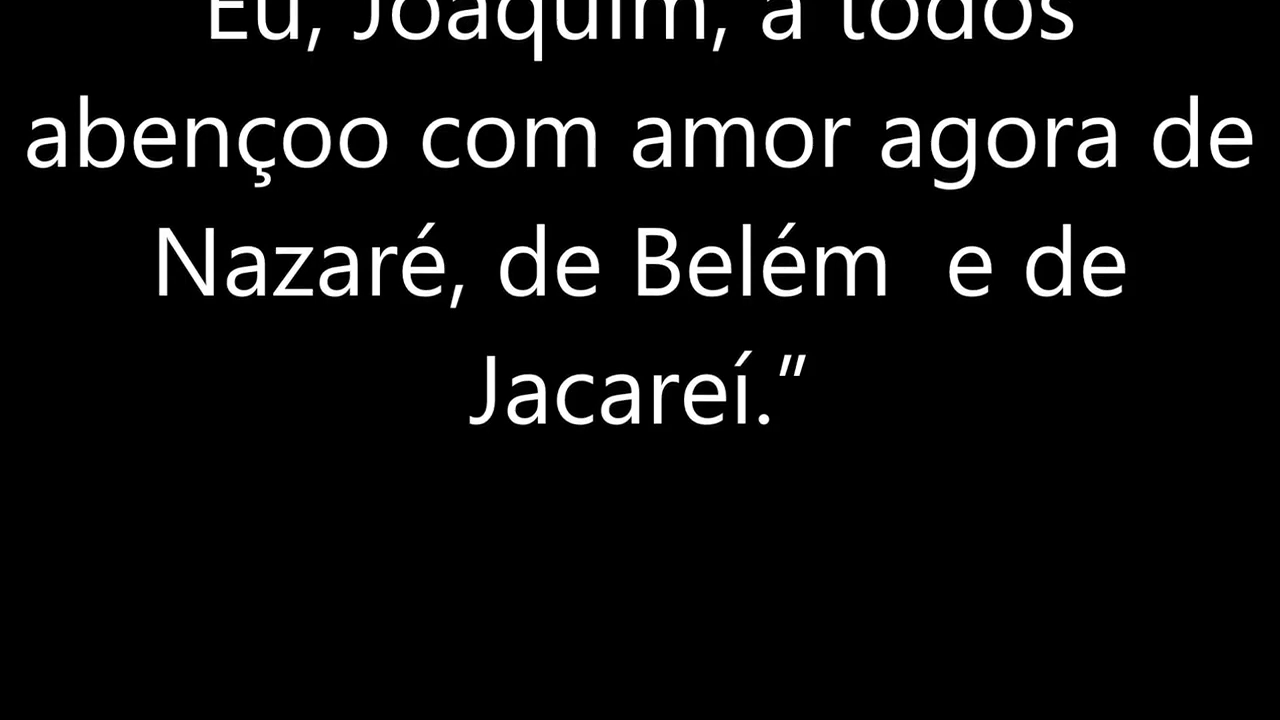 Eu, Joaquim, a todos
abençoo com amor agora de
Nazaré, de Belém  e de
Jacareí.”